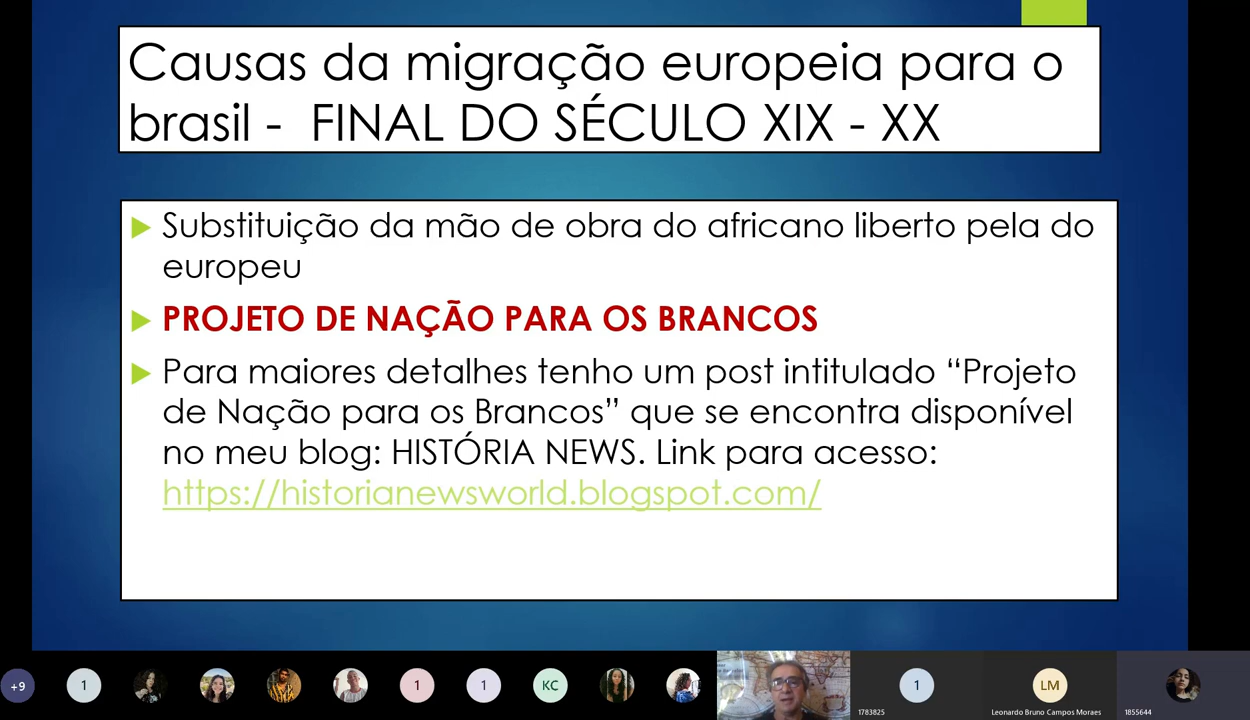 Causas da migração europeia para o
brasil -  FINAL DO SÉCULO XIX - XX
Substituição da mão de obra do africano liberto pela do
europeu
PROJETO DE NAÇÃO PARA OS BRANCOS
Para maiores detalhes tenho um post intitulado “Projeto
de Nação para os Brancos” que se encontra disponível
no meu blog: HISTÓRIA NEWS. Link para acesso:
https://historianewsworld.blogspot.com/
+9
1
1
1
KC
1
LM
1783825
Leonardo Bruno Campos Moraes
1855644